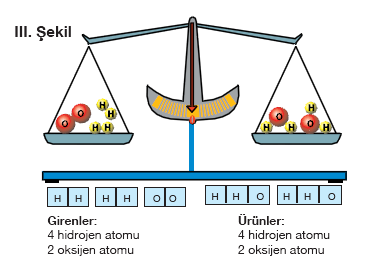 III. Şekil
O O H H H H
H O H H O H
H H H H O O H H O H H O
Girenler:
4 hidrojen atomu
2 oksijen atomu
Ürünler:
4 hidrojen atomu
2 oksijen atomu